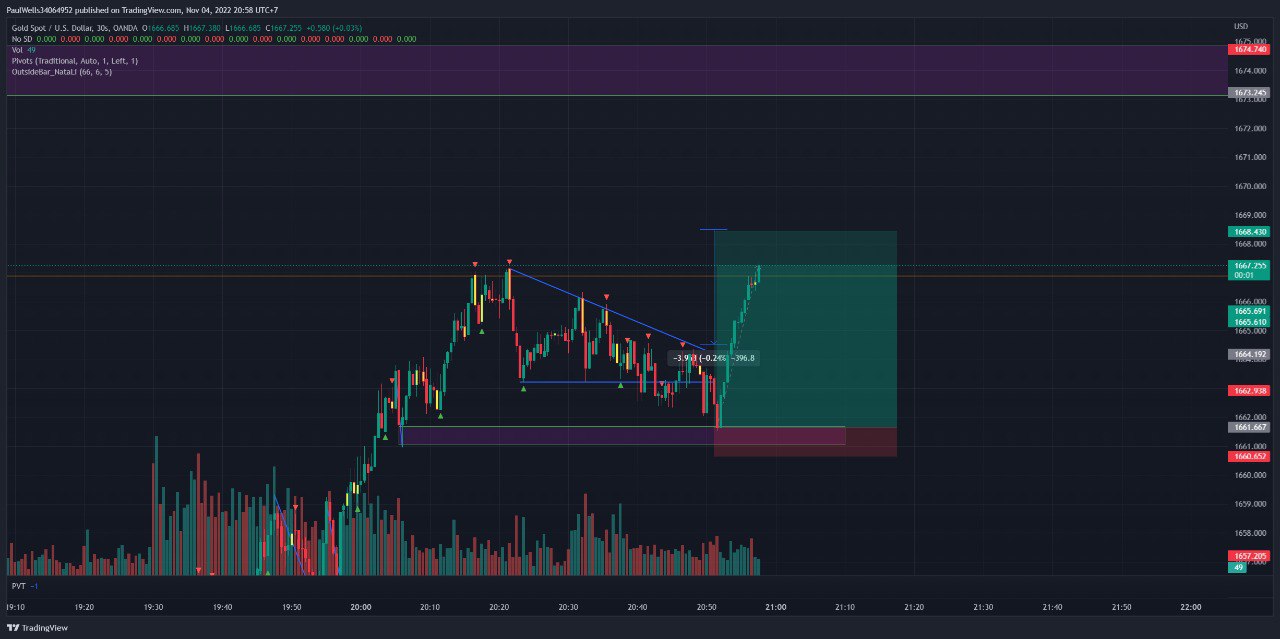 PaulWells34064952 published on TradingView.com, Nov 04, 2022 20:58 UTC+7
Gold Spot / U.S. Dollar, 30s, OANDA O1666.685 H1667.380 L1666.685 C1667.255 +0.580 (+0.03%)
No SD 0.000 0.000 0.000 0.000 0.000 0.000 0.000 0.000 0.000 0.000 0.000 0.000 0.000 0.000 0.000 0.000
Vol 49
Pivots (Traditional, Auto, 1, Left, 1)
OutsideBar_NataLI (66, 6, 5)
USD
1675.000
1674.740
1674.000
1673.245
1673.000
1672.000
1671.000
1670.000
1669.000
1668.430
1668.000
1667.255
00:01
1666.000
1665.691
1665.610
1665.000
1664.192
1662.938
1662.000
1661.667
1661.000
1660.652
1660.000
1659.000
1658.000
1657.205
49
(-0.24%) -396.8
PVT -1
19:10 19:20 19:30 19:40 19:50 20:00 20:10 20:20 20:30 20:40 20:50 21:00 21:10 21:20 21:30 21:40 21:50 22:00
TradingView